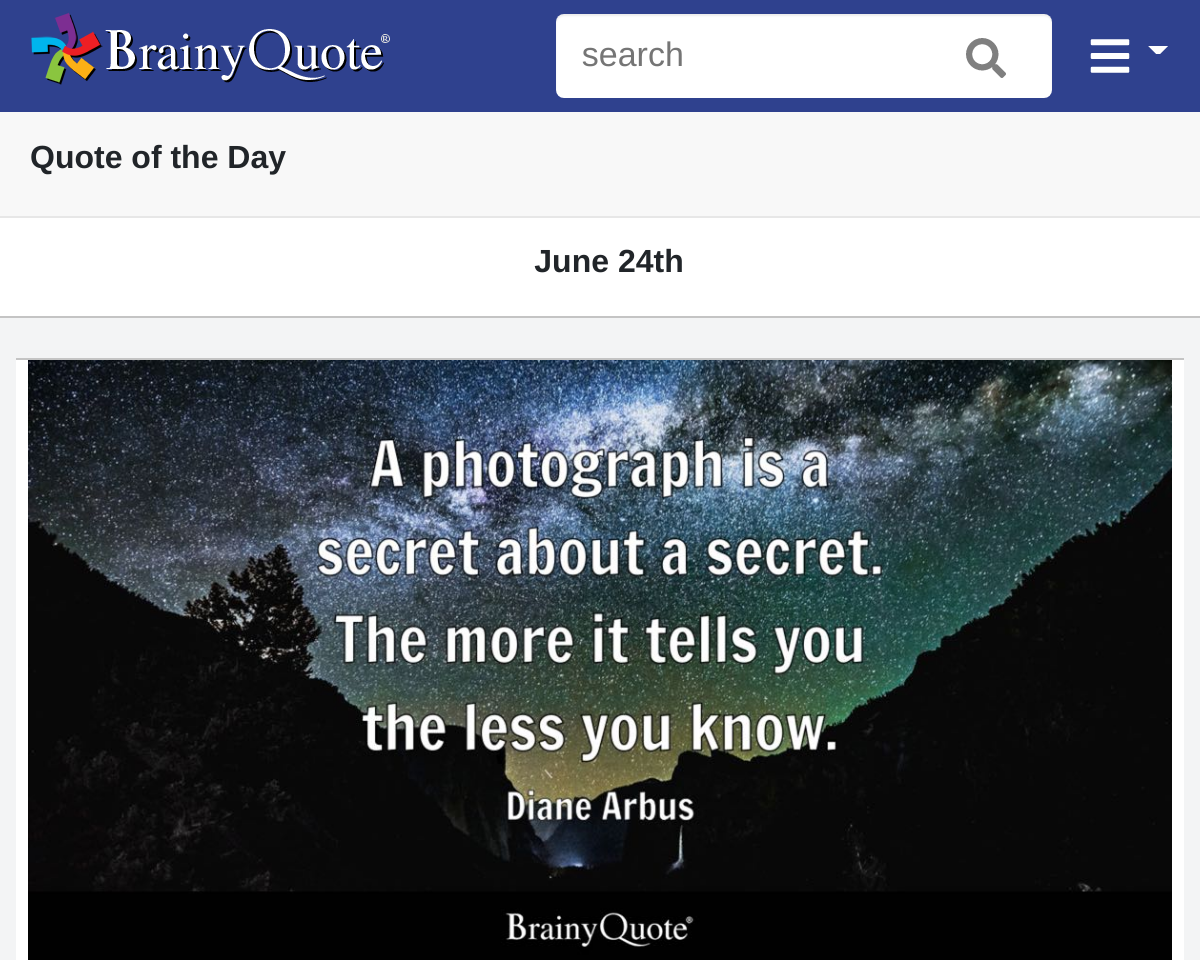 BrainyQuote®
search
Quote of the Day
June 24th
A photograph is a
secret about a secret.
The more it tells you
the less you know.
Diane Arbus
BrainyQuote®